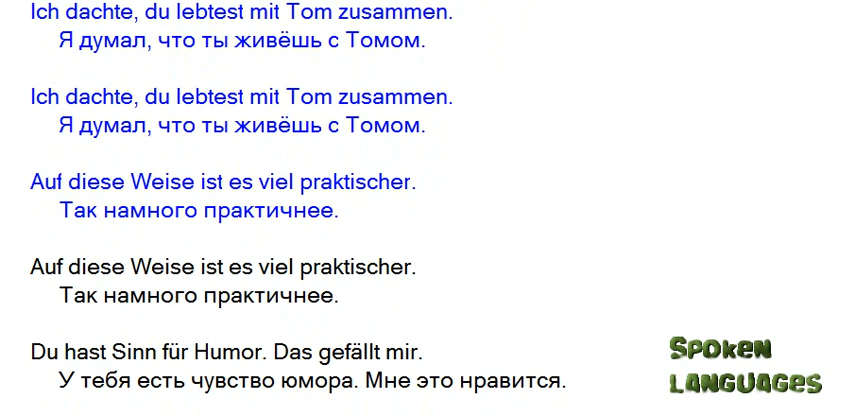 Ich dachte, du lebtest mit Tom zusammen.
Я думал, что ты живёшь с Томом.
Ich dachte, du lebtest mit Tom zusammen.
Я думал, что ты живёшь с Томом.
Auf diese Weise ist es viel praktischer.
Так намного практичнее.
Auf diese Weise ist es viel praktischer.
Так намного практичнее.
Du hast Sinn für Humor. Das gefällt mir.
У тебя есть чувство юмора. Мне это нравится.
Spoken
Languages